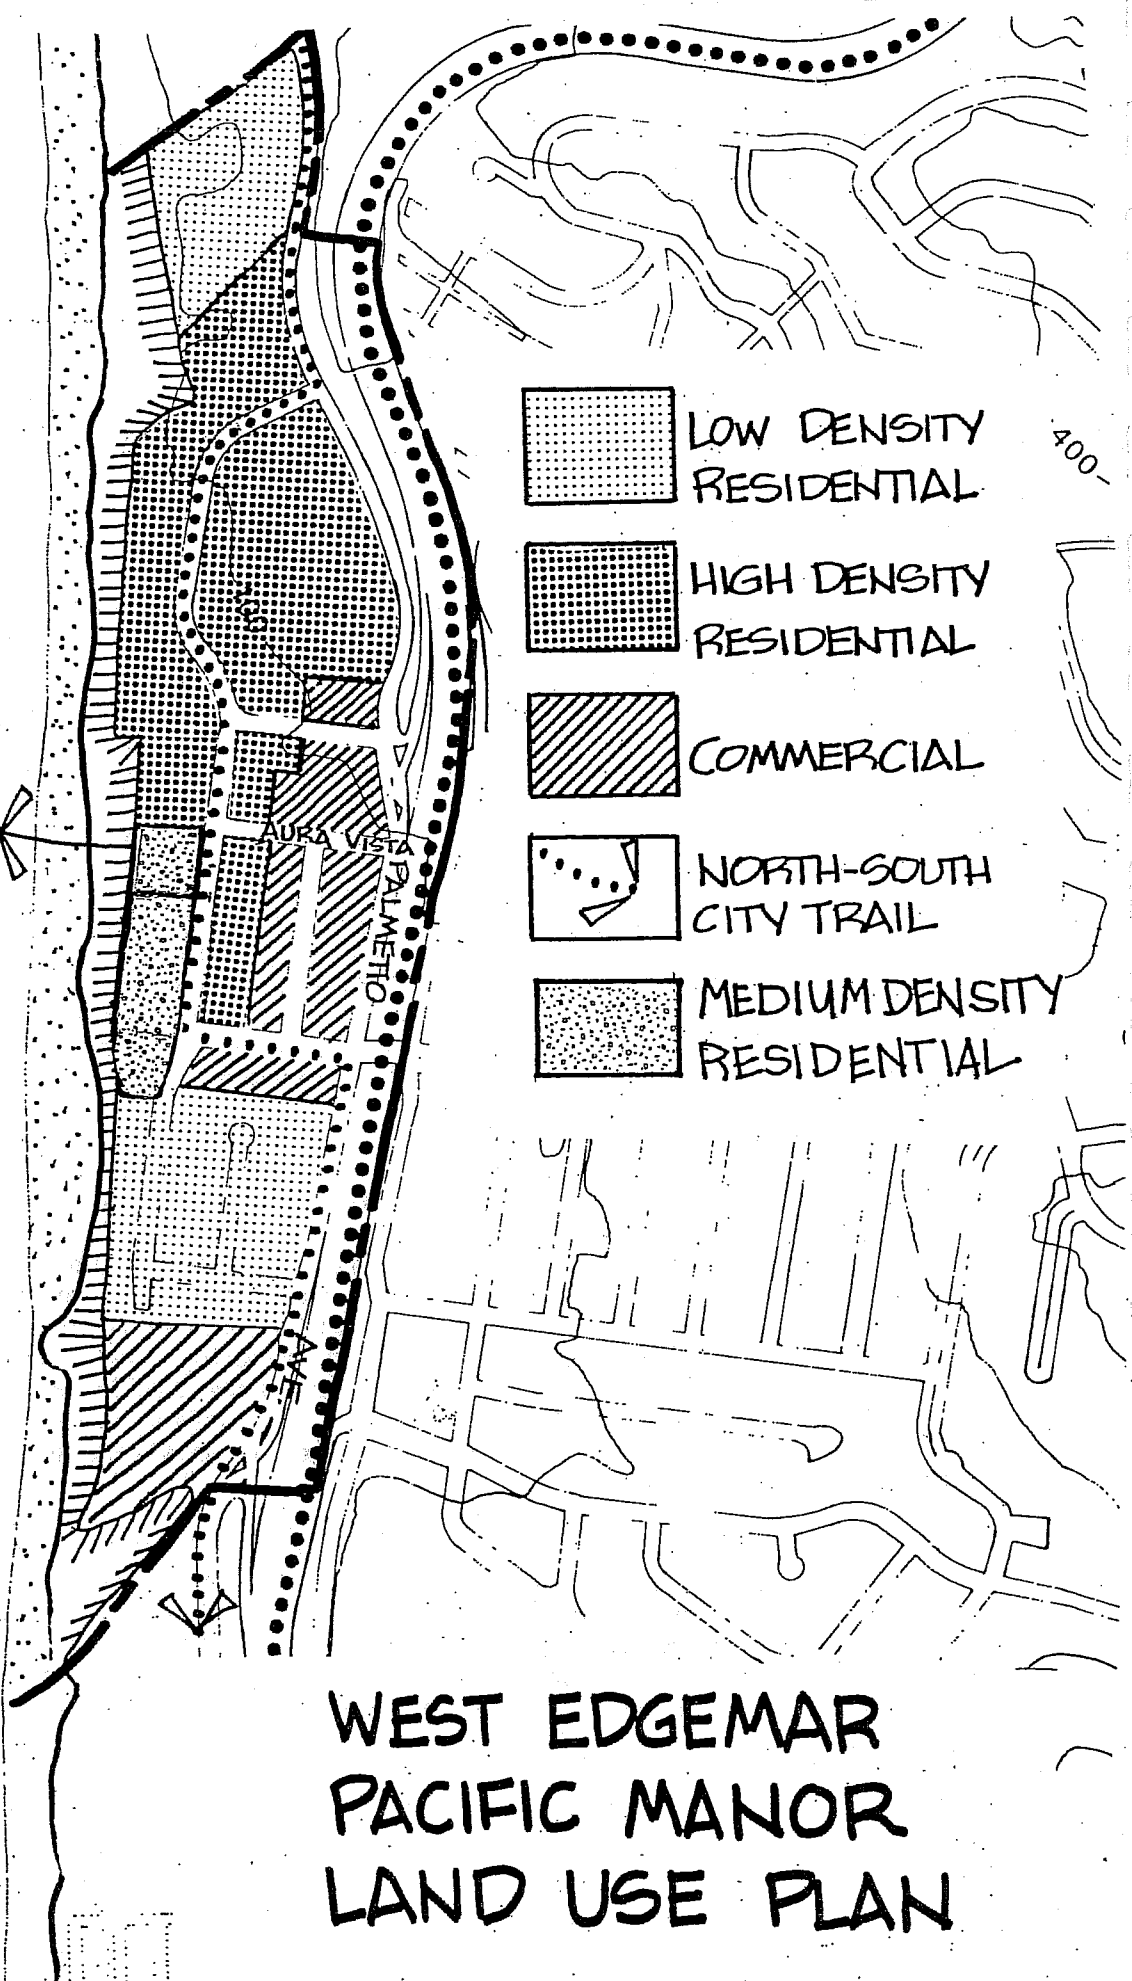 LOW DENSITY
RESIDENTIAL
400
HIGH DENSITY
RESIDENTIAL
COMMERCIAL
AURA VISTA
PALMETTO
AVE
NORTH-SOUTH
CITY TRAIL
MEDIUM DENSITY
RESIDENTIAL
WEST EDGEMAR
PACIFIC MANOR
LAND USE PLAN